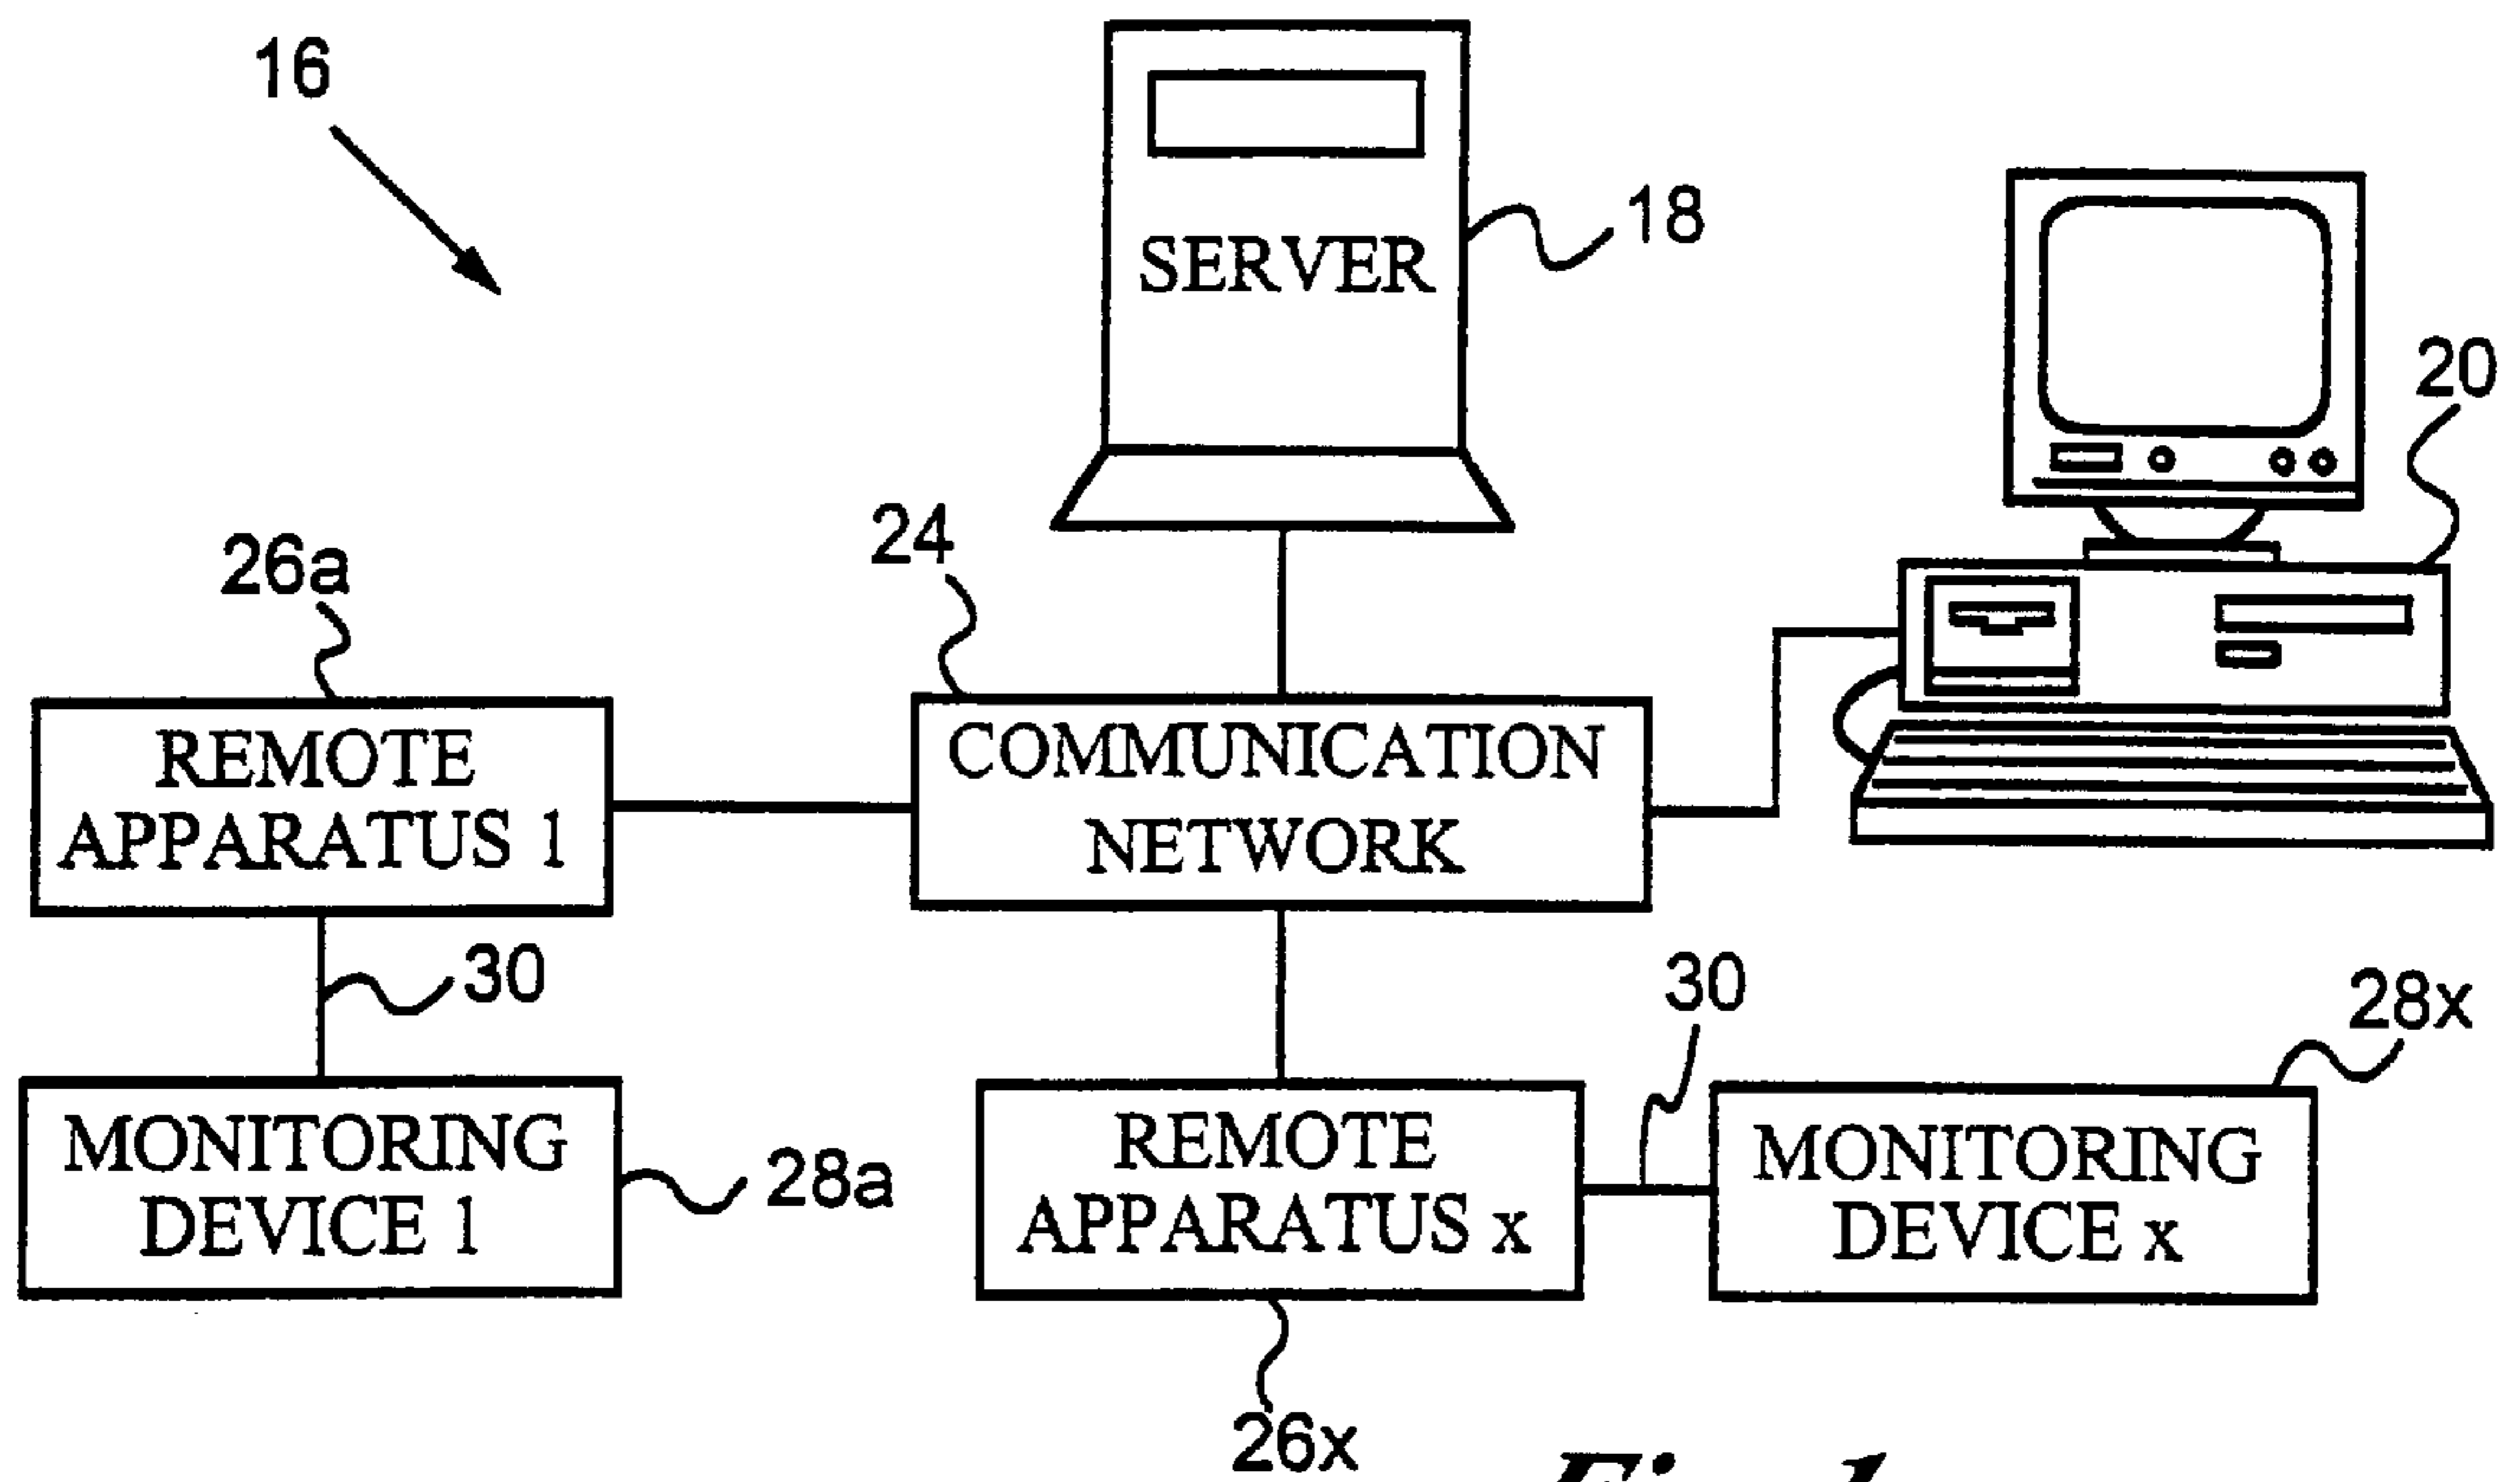 16
SERVER
18
20
24
26a
REMOTE
APPARATUS 1
COMMUNICATION
NETWORK
30
30
28x
MONITORING
DEVICE 1
28a
REMOTE
APPARATUS x
MONITORING
DEVICE x
26x